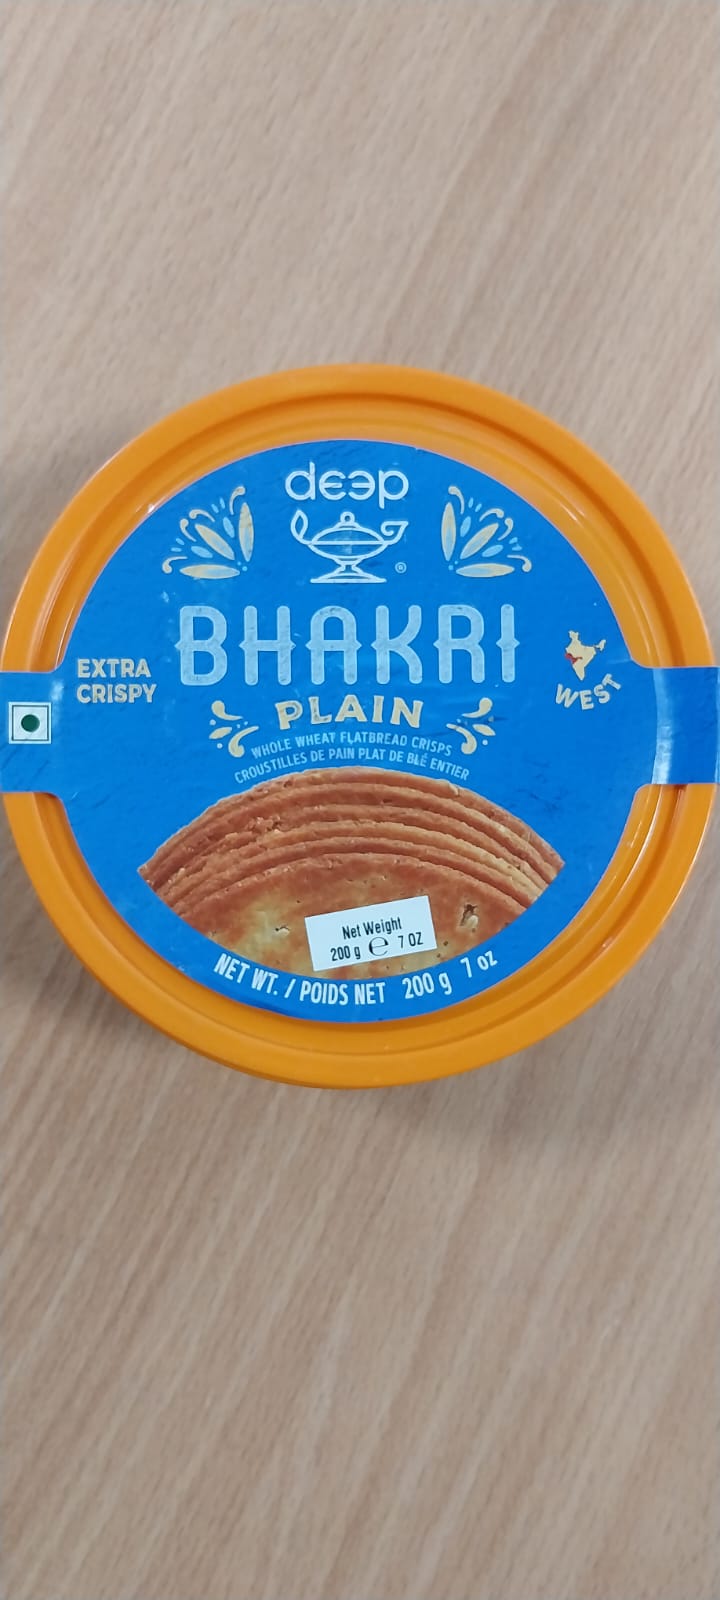 deep
®
BHAKRI
EXTRA
CRISPY
WEST
PLAIN
WHOLE WHEAT FLATBREAD CRISPS
CROUSTILLES DE PAIN PLAT DE BLÉ ENTIER
Net Weight
200 g ℮ 7 OZ
NET WT. / POIDS NET 200 g 7 oz